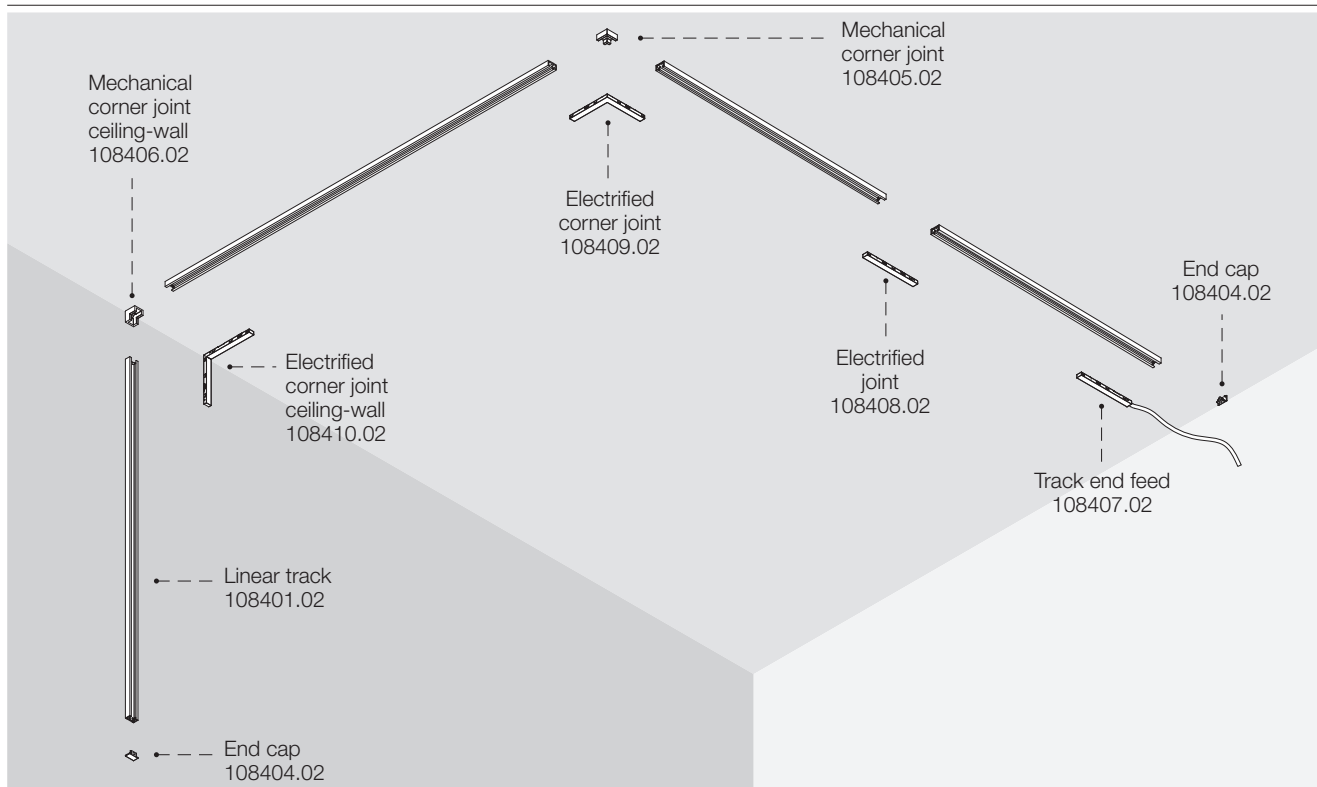 Mechanical
corner joint
108405.02
Mechanical
corner joint
ceiling-wall
108406.02
Electrified
corner joint
108409.02
End cap
108404.02
Electrified
corner joint
ceiling-wall
108410.02
Electrified
joint
108408.02
Track end feed
108407.02
Linear track
108401.02
End cap
108404.02